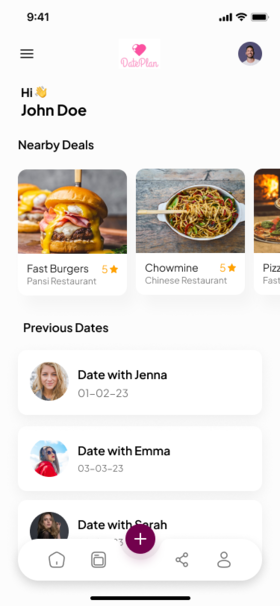 9:41
DatePlan
Hi👋
John Doe
Nearby Deals
Fast Burgers 5
Pansi Restaurant
Chowmine 5
Chinese Restaurant
Pizz
Fast
Previous Dates
Date with Jenna
01-02-23
Date with Emma
03-03-23
Date with Sarah